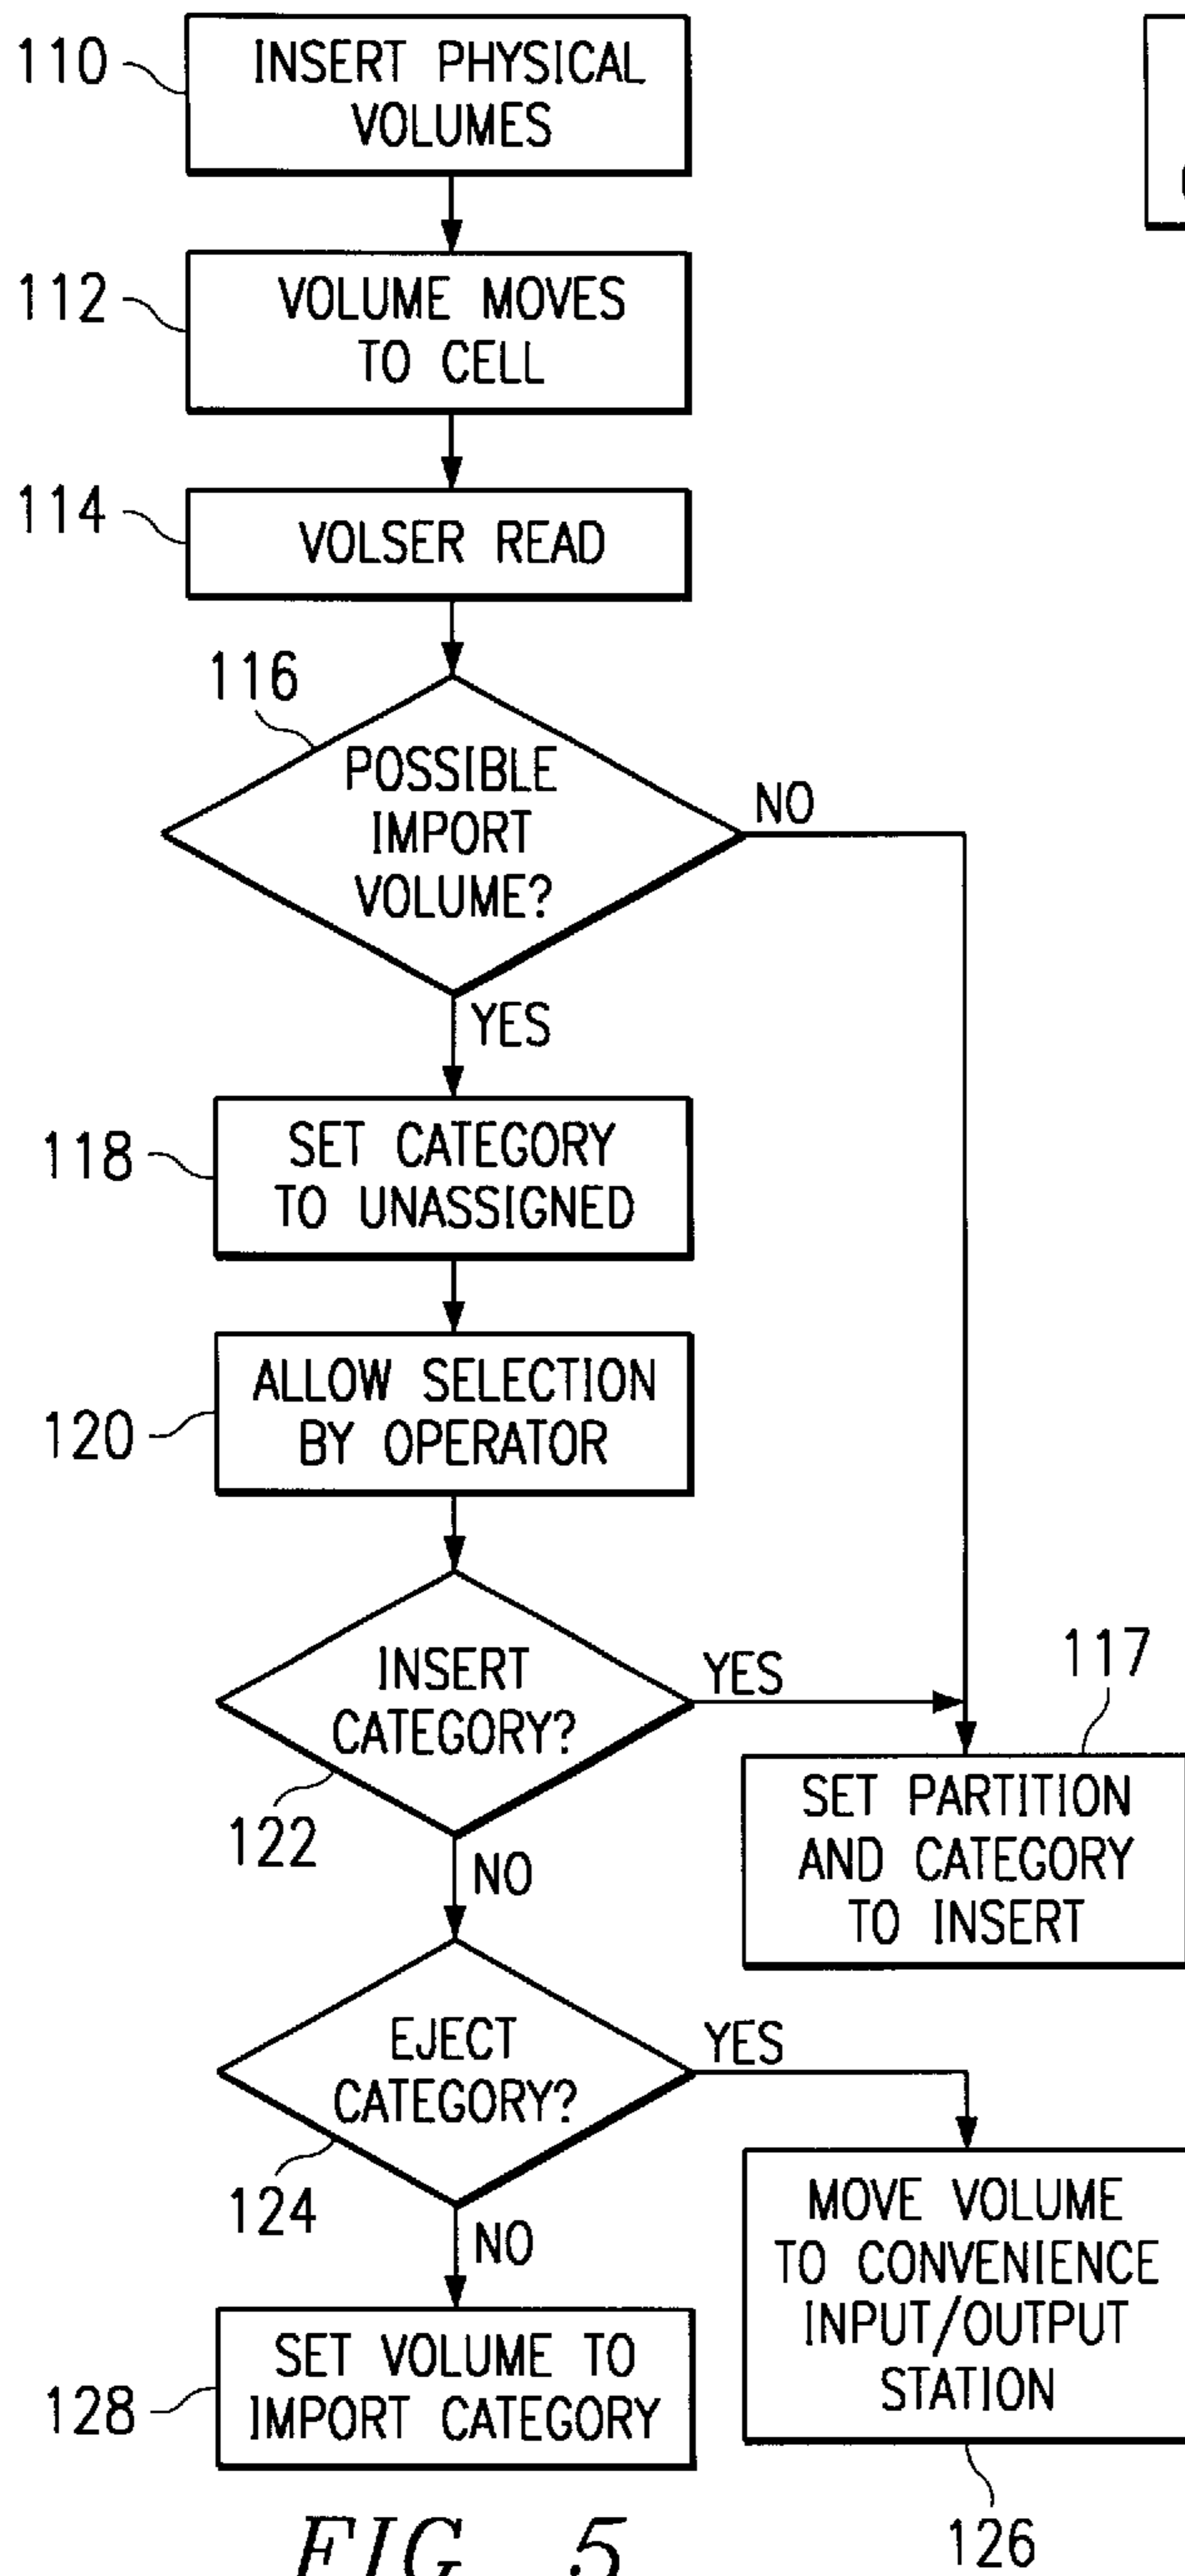 110
INSERT PHYSICAL
VOLUMES
112
VOLUME MOVES
TO CELL
114
VOLSER READ
116
POSSIBLE
IMPORT
VOLUME?
NO
YES
118
SET CATEGORY
TO UNASSIGNED
120
ALLOW SELECTION
BY OPERATOR
INSERT
CATEGORY?
YES
122
NO
117
SET PARTITION
AND CATEGORY
TO INSERT
EJECT
CATEGORY?
YES
124
NO
MOVE VOLUME
TO CONVENIENCE
INPUT/OUTPUT
STATION
126
128
SET VOLUME TO
IMPORT CATEGORY
FIG. 5